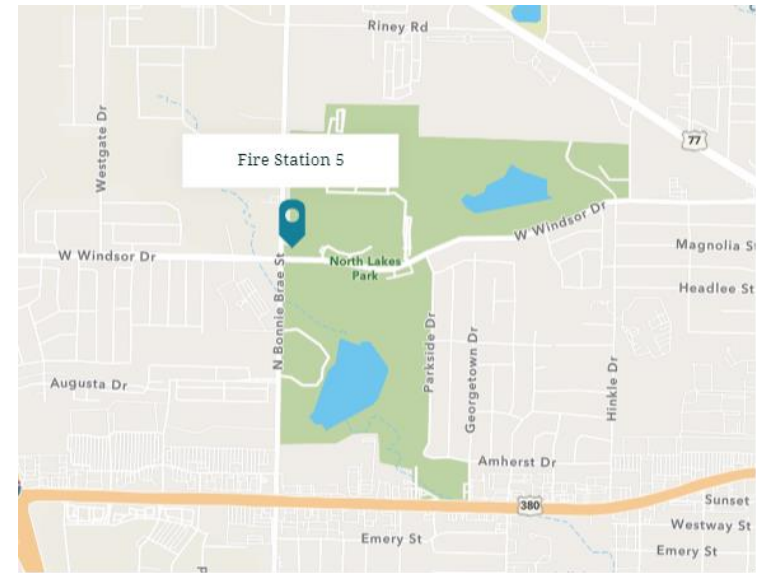 Riney Rd
Westgate Dr
77
Fire Station 5
W Windsor Dr
W Windsor Dr
North Lakes
Park
Magnolia S
Headlee St
N Bonnie Brae St
Parkside Dr
Georgetown Dr
Hinkle Dr
Augusta Dr
Amherst Dr
380
Sunset
Westway St
Emery St
Emery St